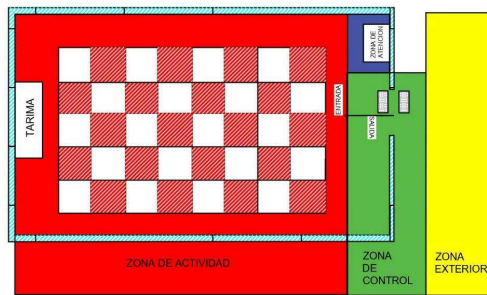 ZONA DE
ATENCION
TARIMA
ENTRADA
SALIDA
ZONA DE ACTIVIDAD
ZONA
DE
CONTROL
ZONA
EXTERIOR